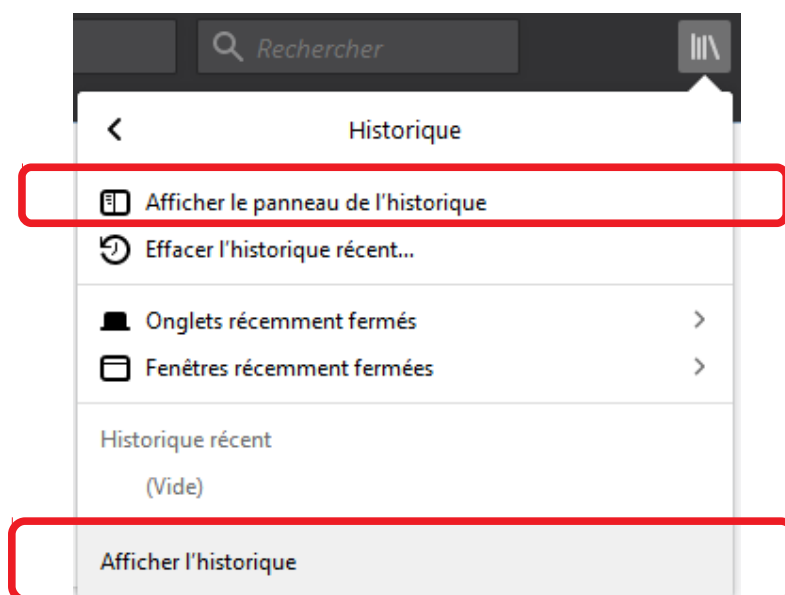 Rechercher
Historique
Afficher le panneau de l'historique
Effacer l'historique récent...
Onglets récemment fermés
Fenêtres récemment fermées
Historique récent
(Vide)
Afficher l'historique